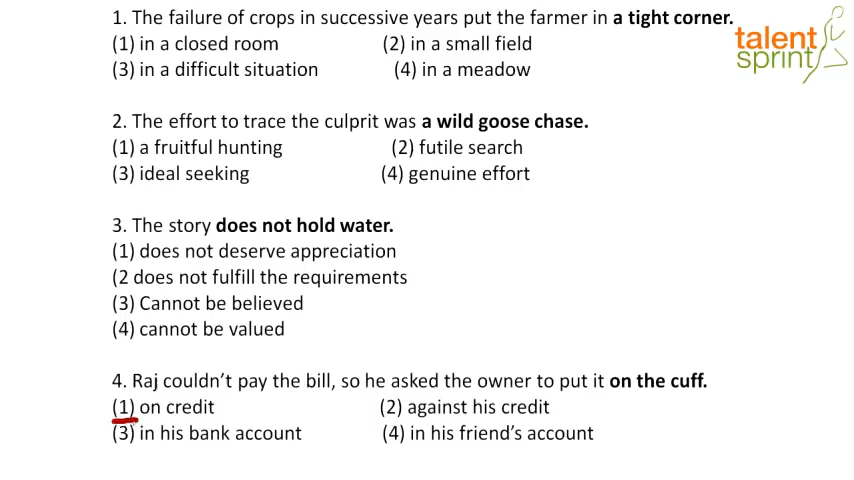 1. The failure of crops in successive years put the farmer in a tight corner.
(1) in a closed room (2) in a small field
(3) in a difficult situation (4) in a meadow
talent
sprint
2. The effort to trace the culprit was a wild goose chase.
(1) a fruitful hunting (2) futile search
(3) ideal seeking (4) genuine effort
3. The story does not hold water.
(1) does not deserve appreciation
(2 does not fulfill the requirements
(3) Cannot be believed
(4) cannot be valued
4. Raj couldn't pay the bill, so he asked the owner to put it on the cuff.
(1) on credit (2) against his credit
(3) in his bank account (4) in his friend's account